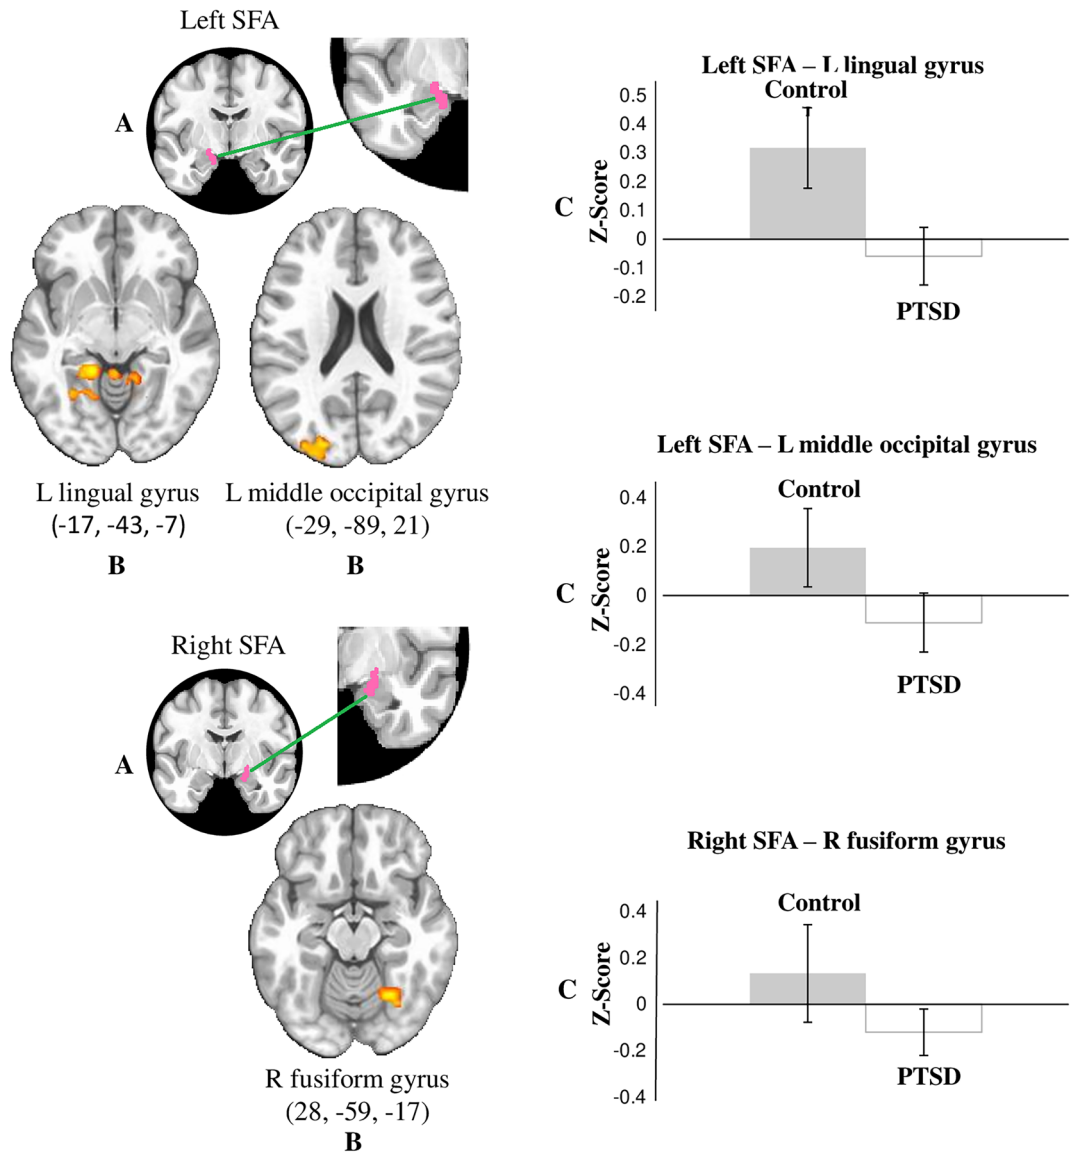 Left SFA
A
L lingual gyrus
(-17, -43, -7)
B
L middle occipital gyrus
(-29, -89, 21)
B
Left SFA – L lingual gyrus
Control
0.5
0.4
0.3
0.2
0.1
0
-0.1
-0.2
Z-Score
C
PTSD
Left SFA – L middle occipital gyrus
Control
0.4
0.2
0
-0.2
-0.4
Z-Score
C
PTSD
Right SFA
A
R fusiform gyrus
(28, -59, -17)
B
Right SFA – R fusiform gyrus
Control
0.4
0.2
0
-0.2
-0.4
Z-Score
C
PTSD